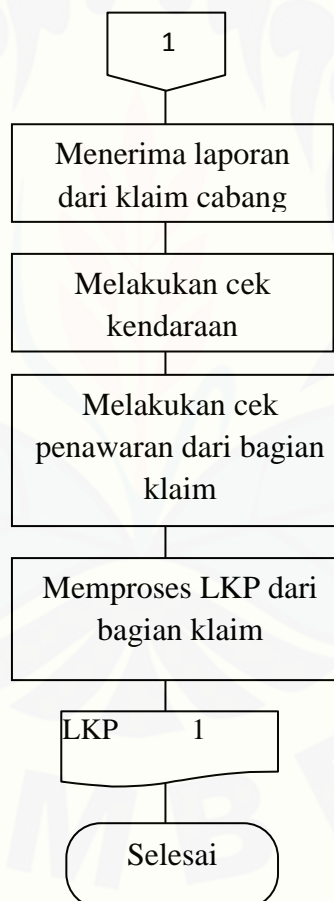 1
Menerima laporan
dari klaim cabang
Melakukan cek
kendaraan
Melakukan cek
penawaran dari bagian
klaim
Memproses LKP dari
bagian klaim
LKP 1
Selesai